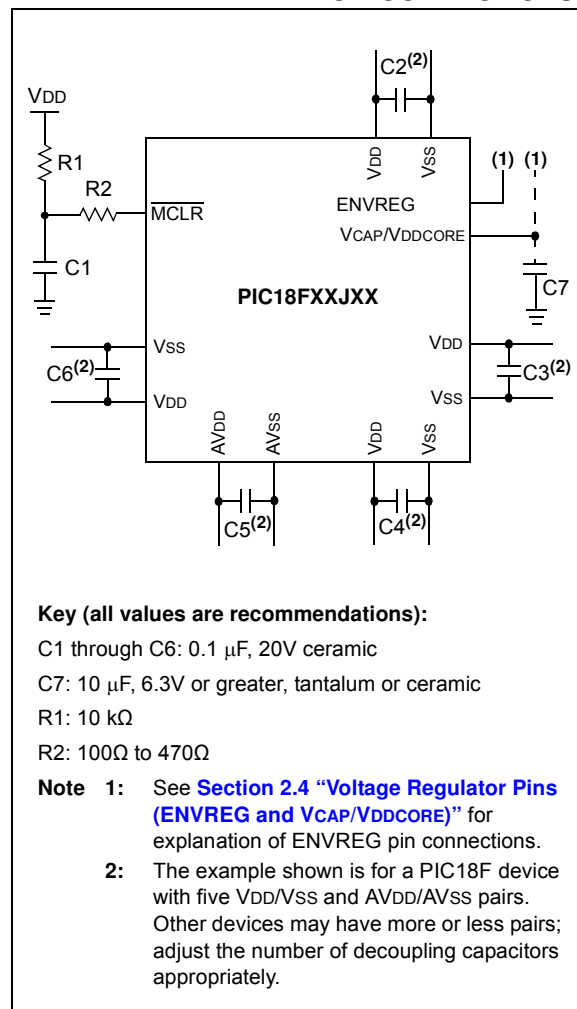 C2(2)
VDD
R1
R2
VDD
VSS
(1) (1)
MCLR
ENVREG
VCAP/VDDCORE
C1
C7
PIC18FXXJXX
VSS
VDD
C6(2)
C3(2)
VDD
VSS
AVDD
AVSS
VDD
VSS
C5(2)
C4(2)
Key (all values are recommendations):
C1 through C6: 0.1 μF, 20V ceramic
C7: 10 μF, 6.3V or greater, tantalum or ceramic
R1: 10 kΩ
R2: 100Ω to 470Ω
Note 1: See Section 2.4 “Voltage Regulator Pins
(ENVREG and VCAP/VDDCORE)” for
explanation of ENVREG pin connections.
2: The example shown is for a PIC18F device
with five VDD/VSS and AVDD/AVSS pairs.
Other devices may have more or less pairs;
adjust the number of decoupling capacitors
appropriately.